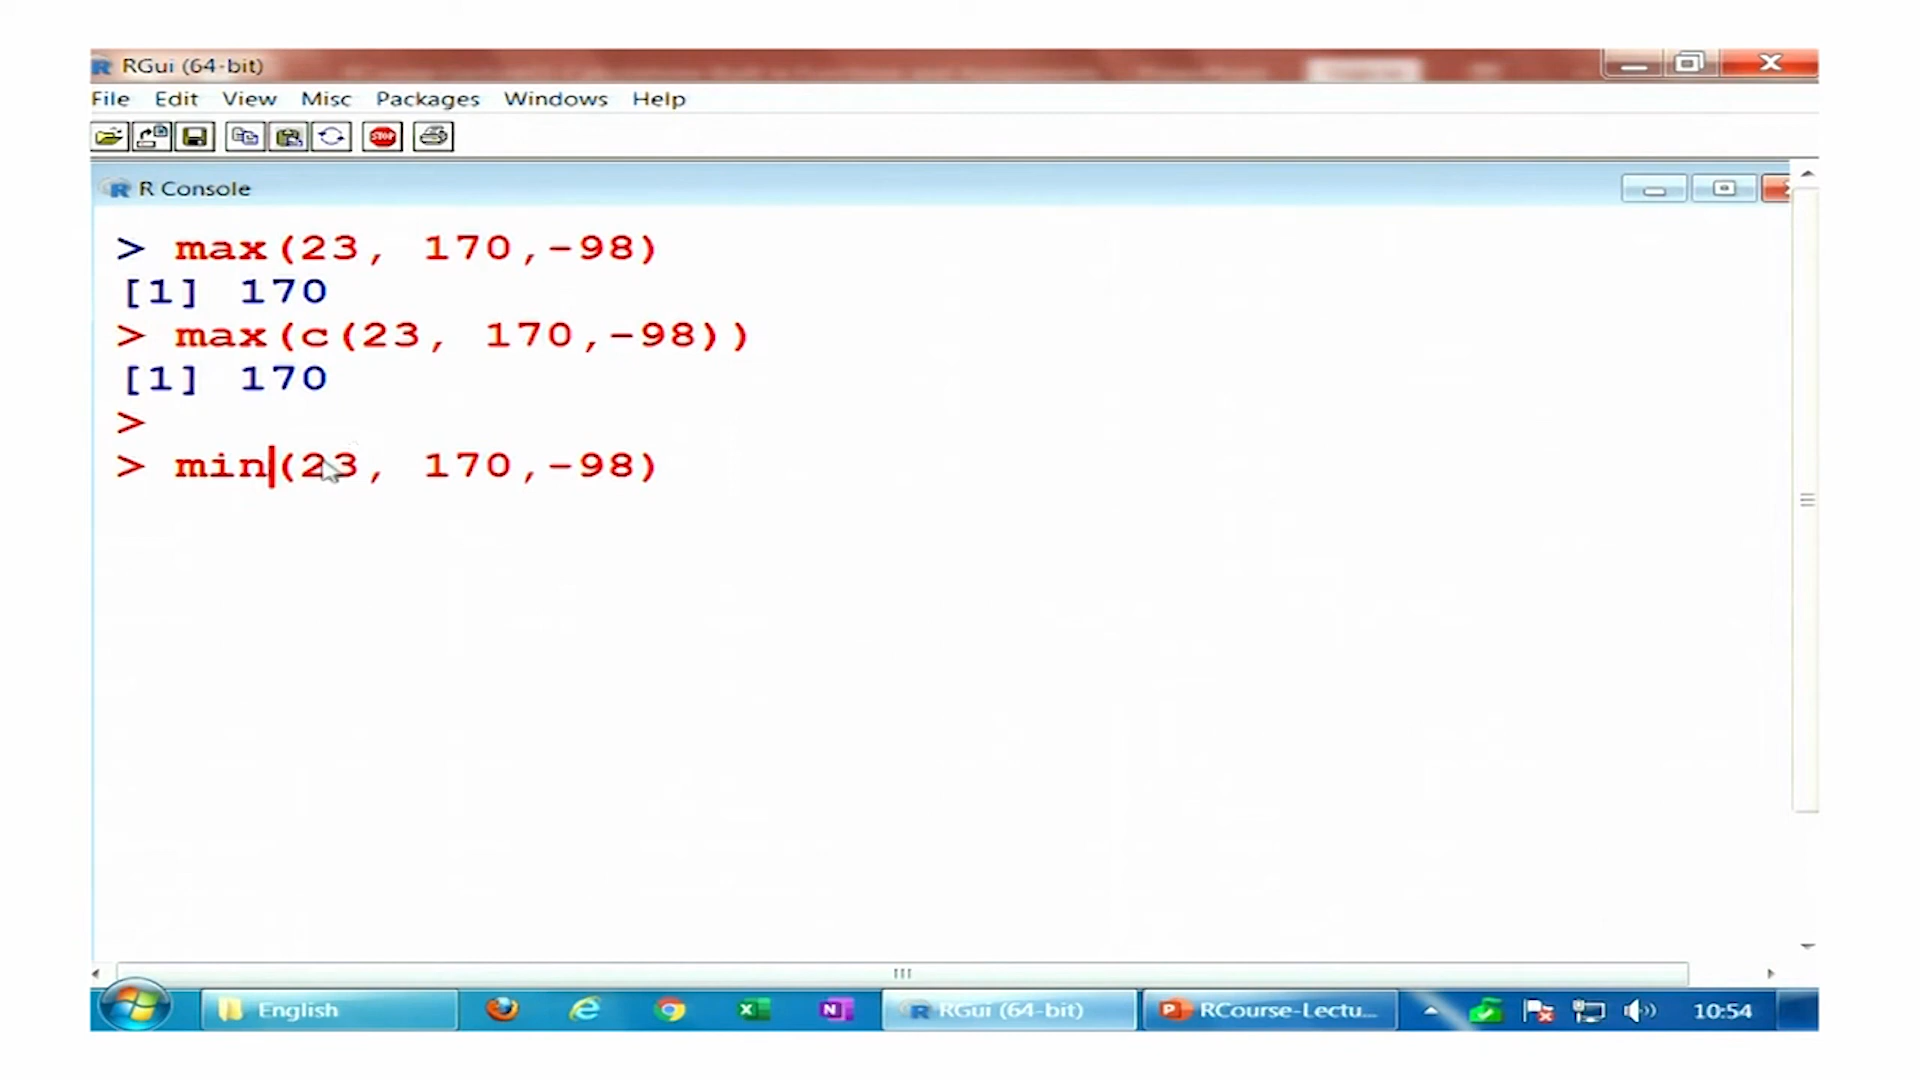 RGui (64-bit)
File Edit View Misc Packages Windows Help
STOP
R Console
> max(23, 170,-98)
[1] 170
> max(c(23, 170,-98))
[1] 170
>
> min(23, 170,-98)
English
RGui (64-bit)
RCourse-Lectu...
10:54